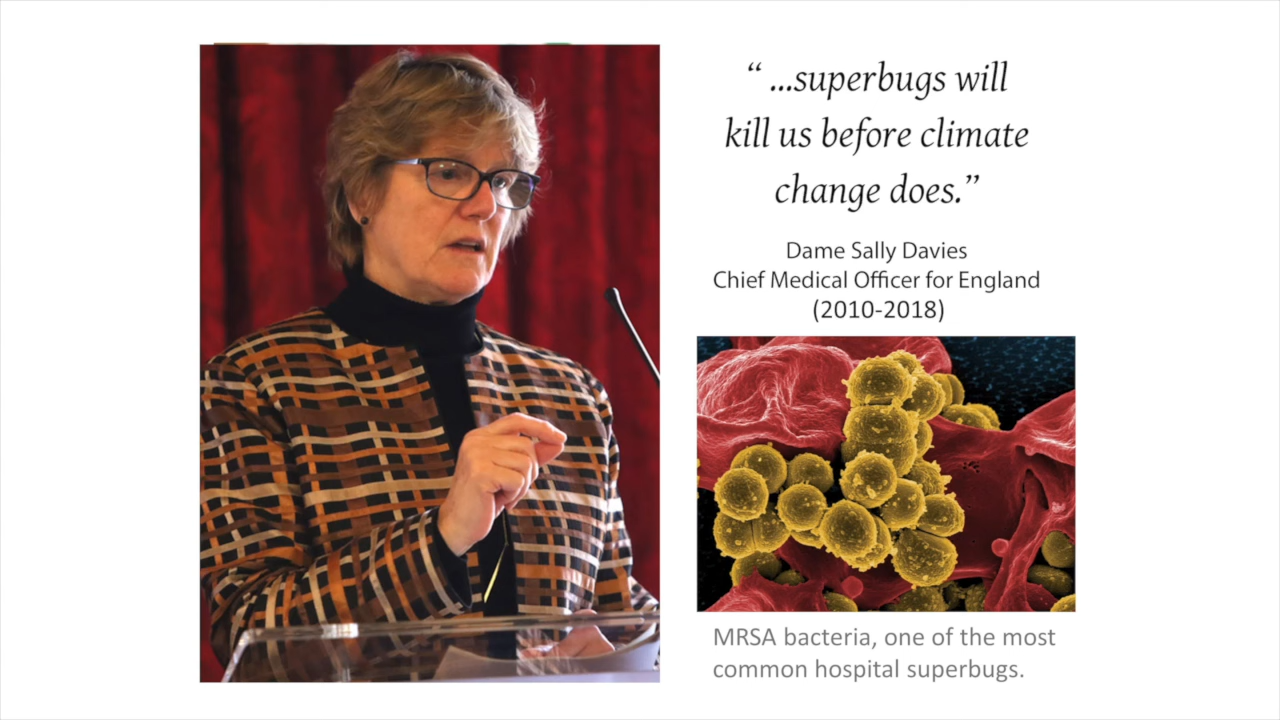 “ ...superbugs will
kill us before climate
change does.”
Dame Sally Davies
Chief Medical Officer for England
(2010-2018)
MRSA bacteria, one of the most
common hospital superbugs.